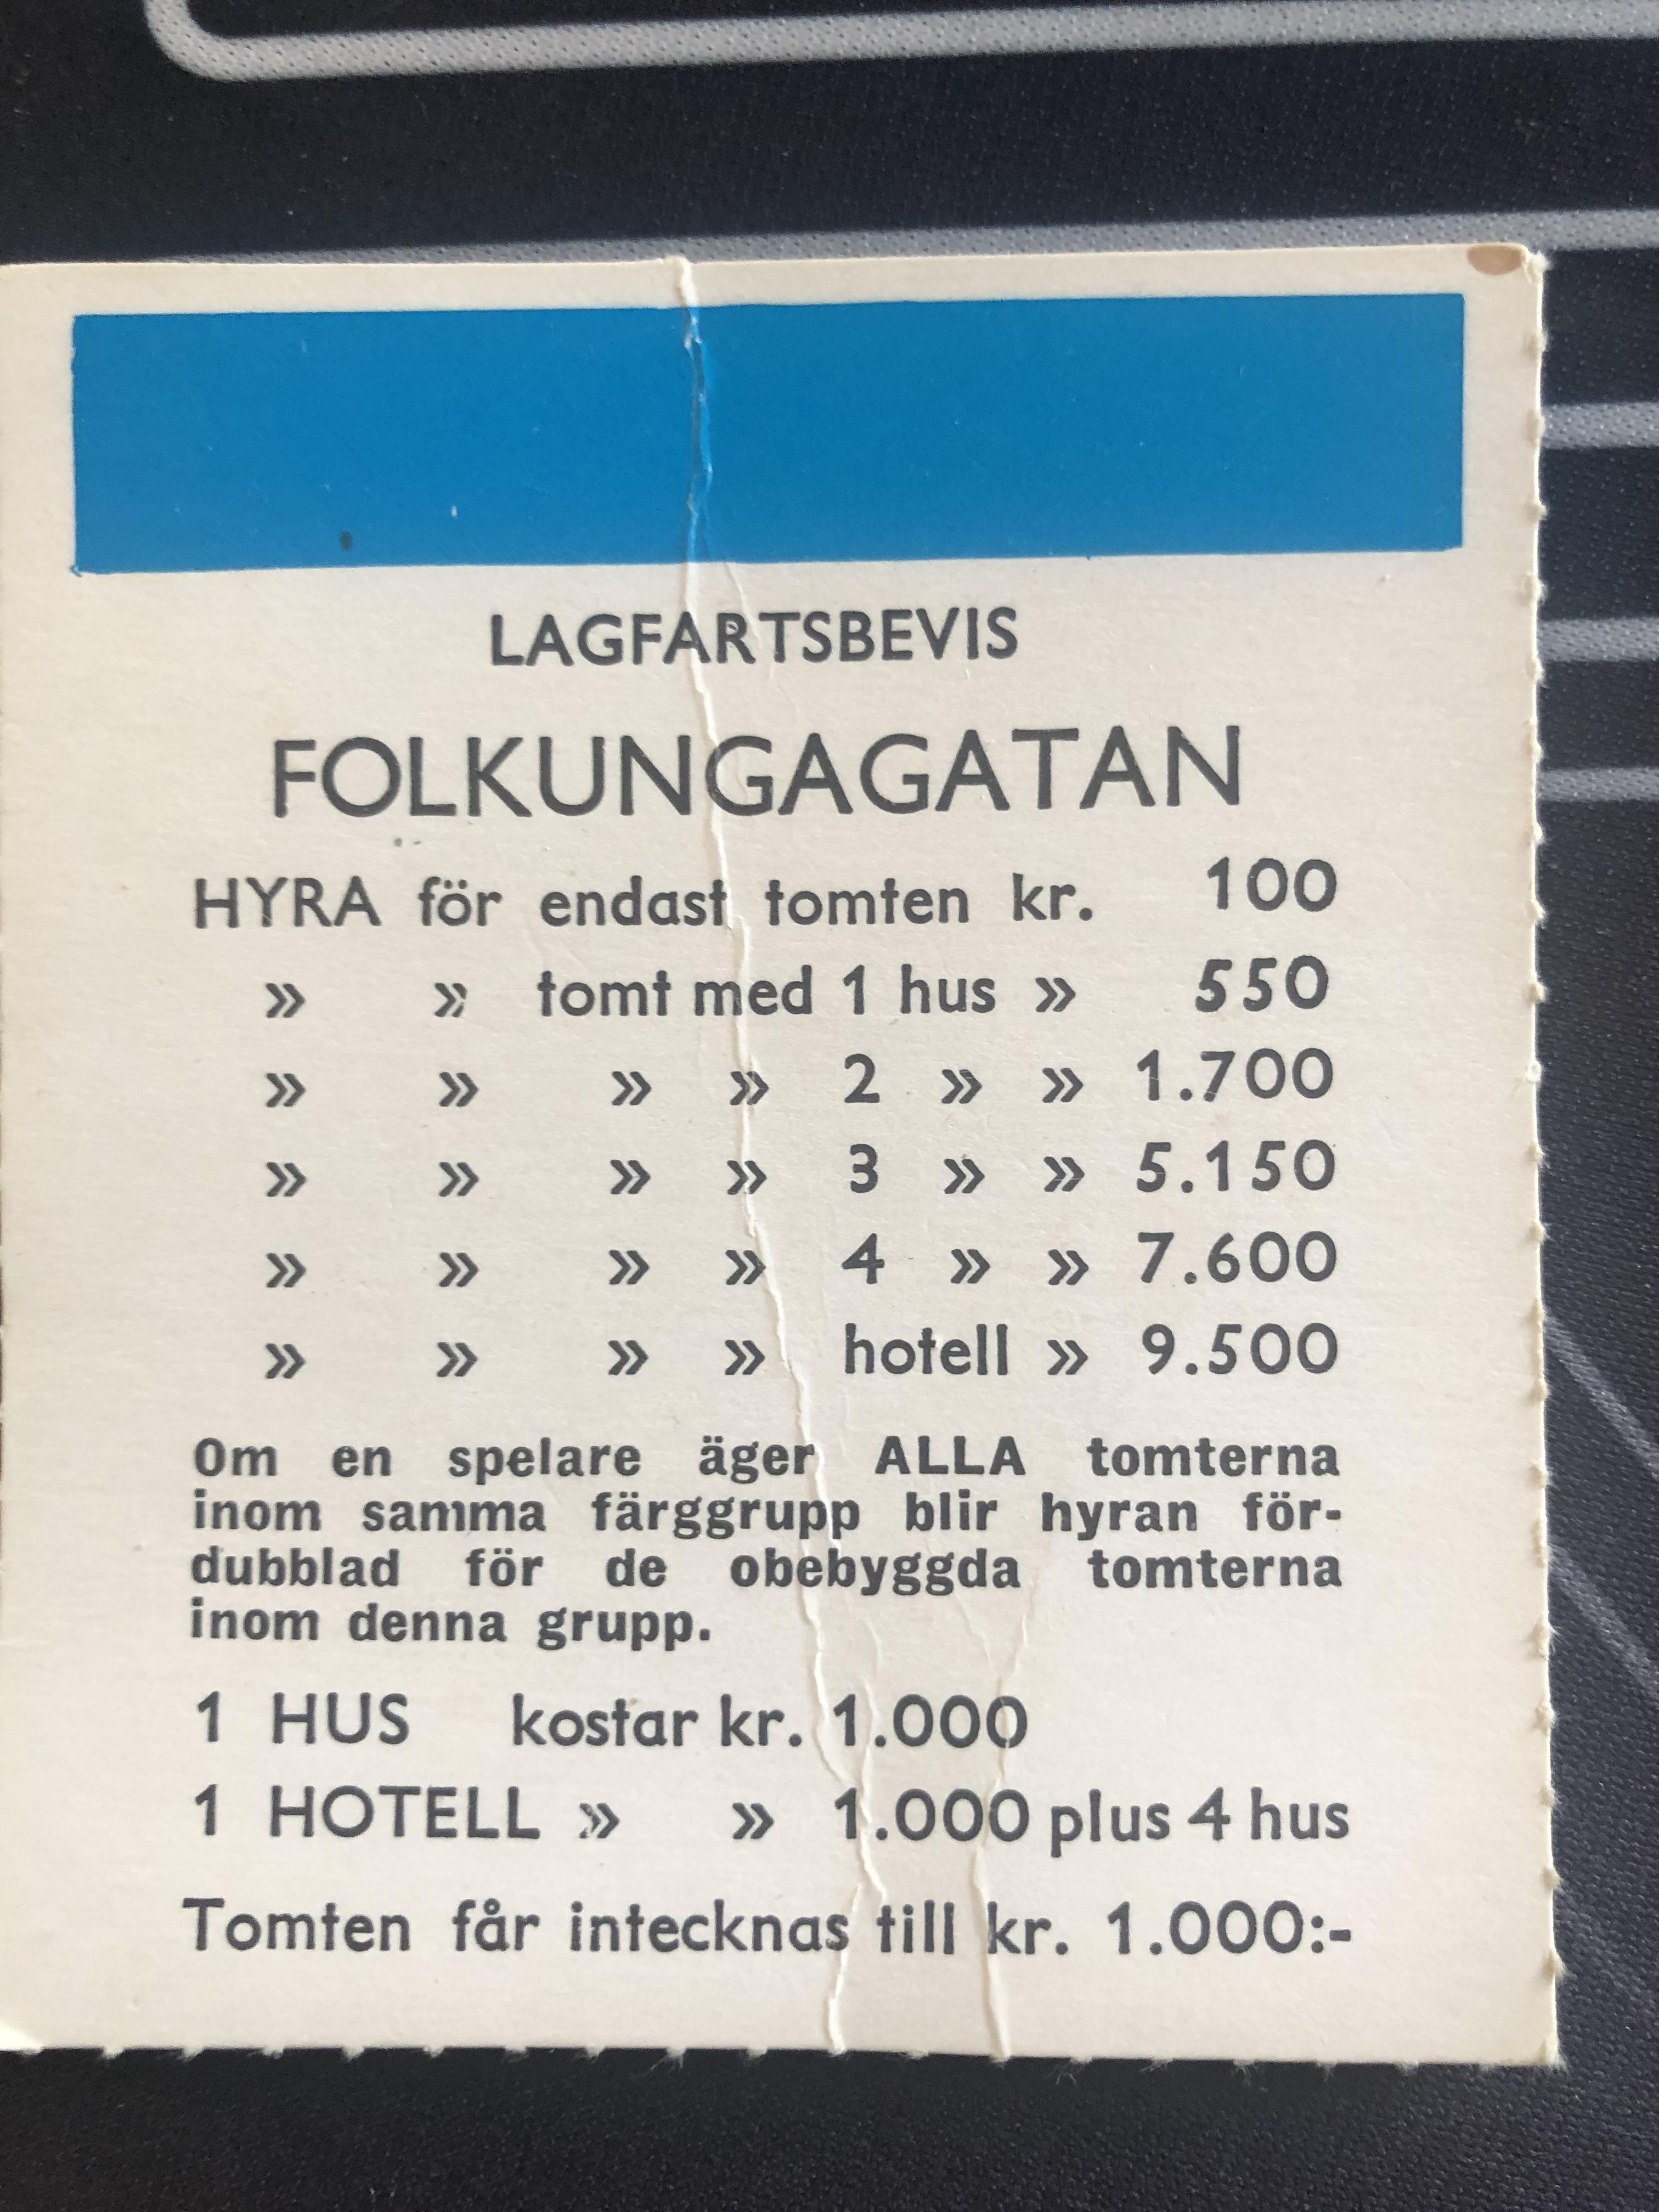 LAGFARTSBEVIS
FOLKUNGAGATAN
HYRA för endast tomten kr. 100
» » tomt med 1 hus » 550
» » » » 2 » » 1.700
» » » » 3 » » 5.150
» » » » 4 » » 7.600
» » » » hotell » 9.500
Om en spelare äger ALLA tomterna
inom samma färggrupp blir hyran för-
dubblad för de obebyggda tomterna
inom denna grupp.
1 HUS kostar kr. 1.000
1 HOTELL » » 1.000 plus 4 hus
Tomten får intecknas till kr. 1.000:-